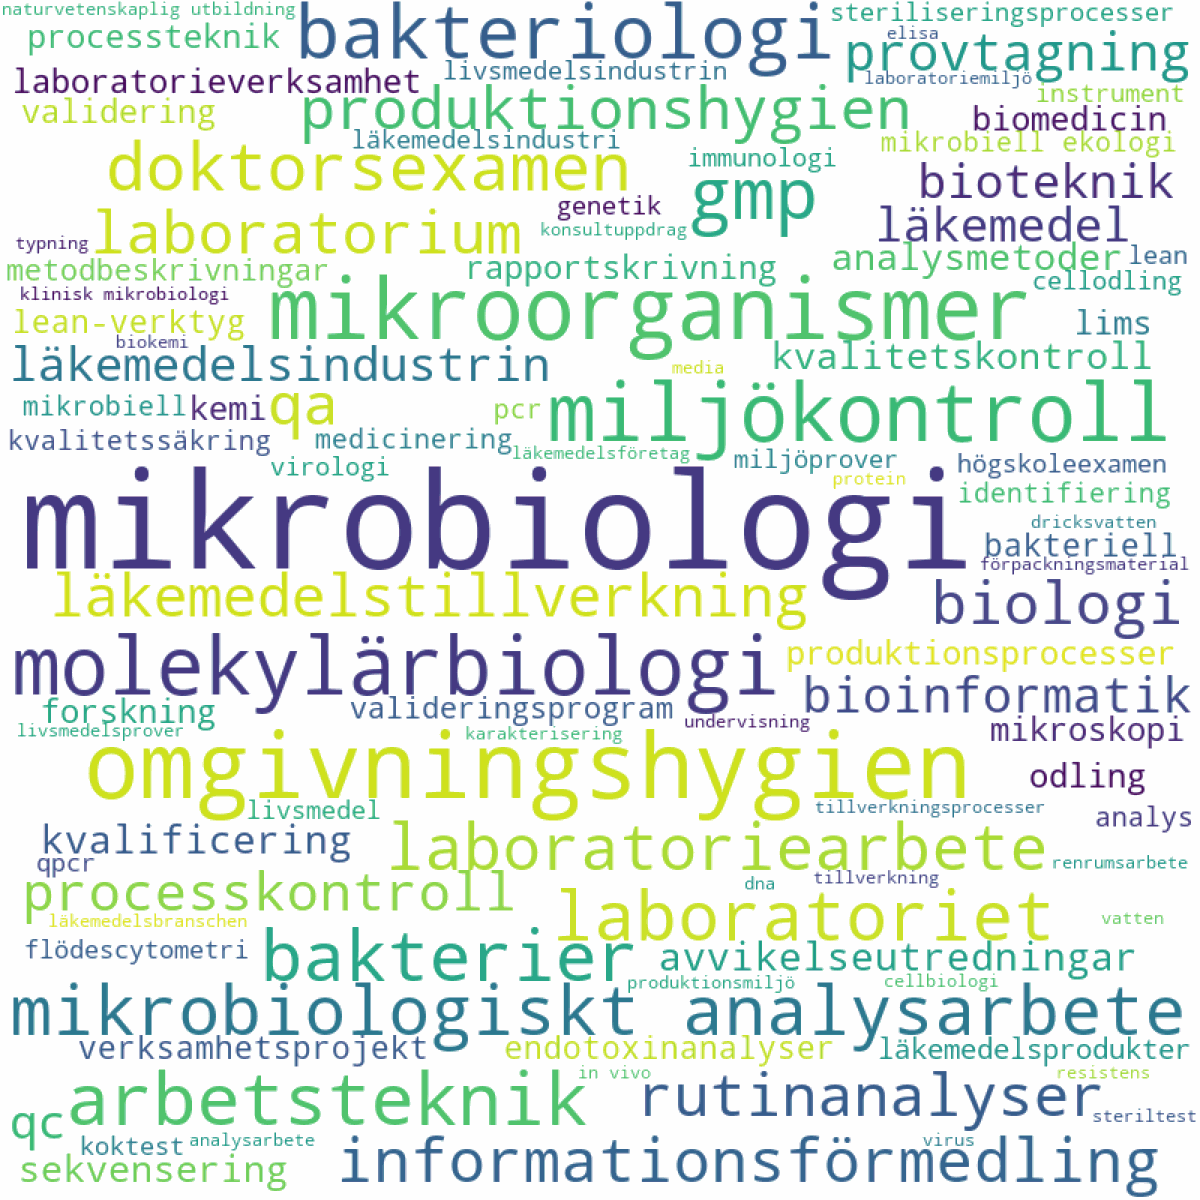 naturvetenskaplig utbildning
bakteriologi
steriliseringsprocesser
processteknik
elisa
provtagning
laboratorieverksamhet
livsmedelsindustrin
laboratoriemiljö
validering
produktionshygien
instrument
biomedicin
läkemedelsindustri
mikrobiell ekologi
doktorsexamen
immunologi
gmp
bioteknik
genetik
läkemedel
typning
laboratorium
konsultuppdrag
metodbeskrivningar
rapportskrivning
analysmetoder
lean
cellodling
klinisk mikrobiologi
mikroorganismer
lean-verktyg
lims
biokemi
läkemedelsindustrin
media
kvalitetskontroll
mikrobiell
kemi
qa
pcr
miljökontroll
kvalitetssäkring
medicinering
läkemedelsföretag
virologi
miljöprover
högskoleexamen
protein
identifiering
mikrobiologi
dricksvatten
bakteriell
förpackningsmaterial
läkemedelstillverkning
biologi
molekylärbiologi
produktionsprocesser
forskning
valideringsprogram
bioinformatik
undervisning
livsmedelsprover
karakterisering
mikroskopi
omgivningshygien
odling
livsmedel
tillverkningsprocesser
analys
kvalificering
laboratoriearbete
qpcr
renrumsarbete
processkontroll
dna
tillverkning
läkemedelsbranschen
laboratoriet
vatten
flödescytometri
bakterier
avvikelseutredningar
produktionsmiljö
cellbiologi
mikrobiologiskt analysarbete
verksamhetsprojekt
endotoxinanalyser
läkemedelsprodukter
in vivo
resistens
arbetsteknik
rutinanalyser
qc
steriltest
koktest
analysarbete
virus
sekvensering
informationsförmedling